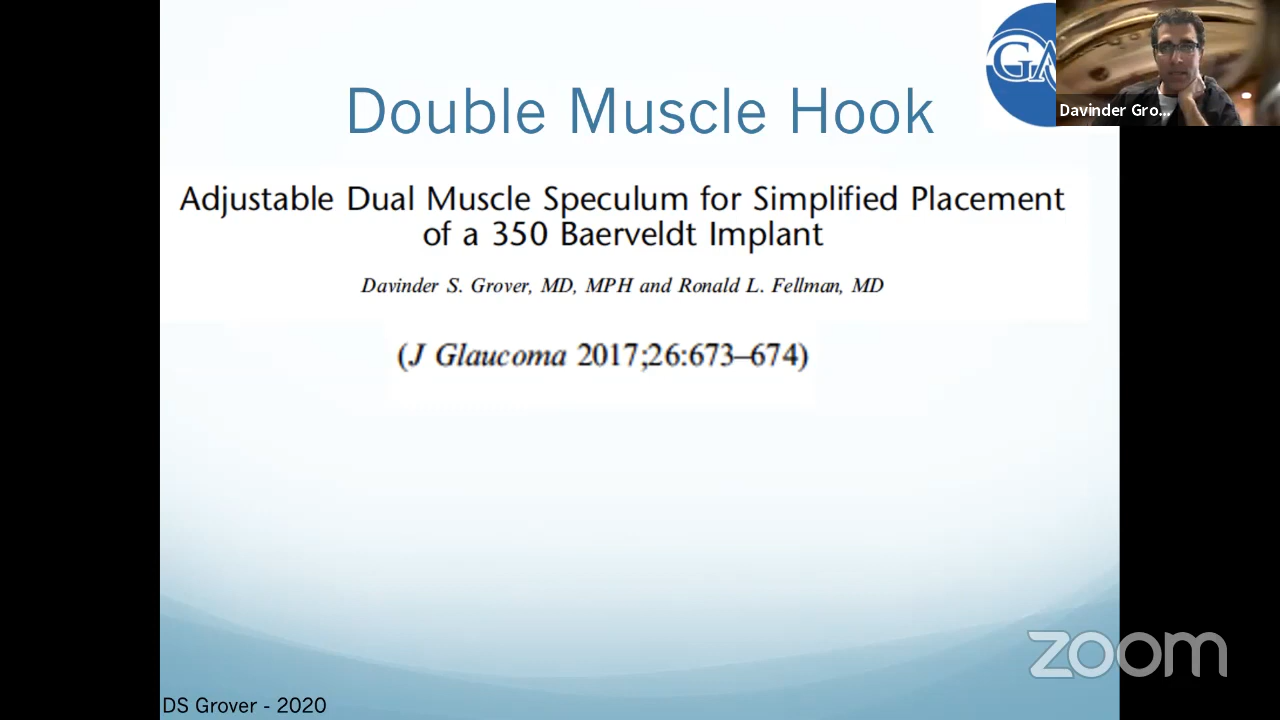 Double Muscle Hook
Adjustable Dual Muscle Speculum for Simplified Placement
of a 350 Baerveldt Implant
Davinder S. Grover, MD, MPH and Ronald L. Fellman, MD
(J Glaucoma 2017;26:673–674)
Davinder Gro...
zoom
DS Grover - 2020